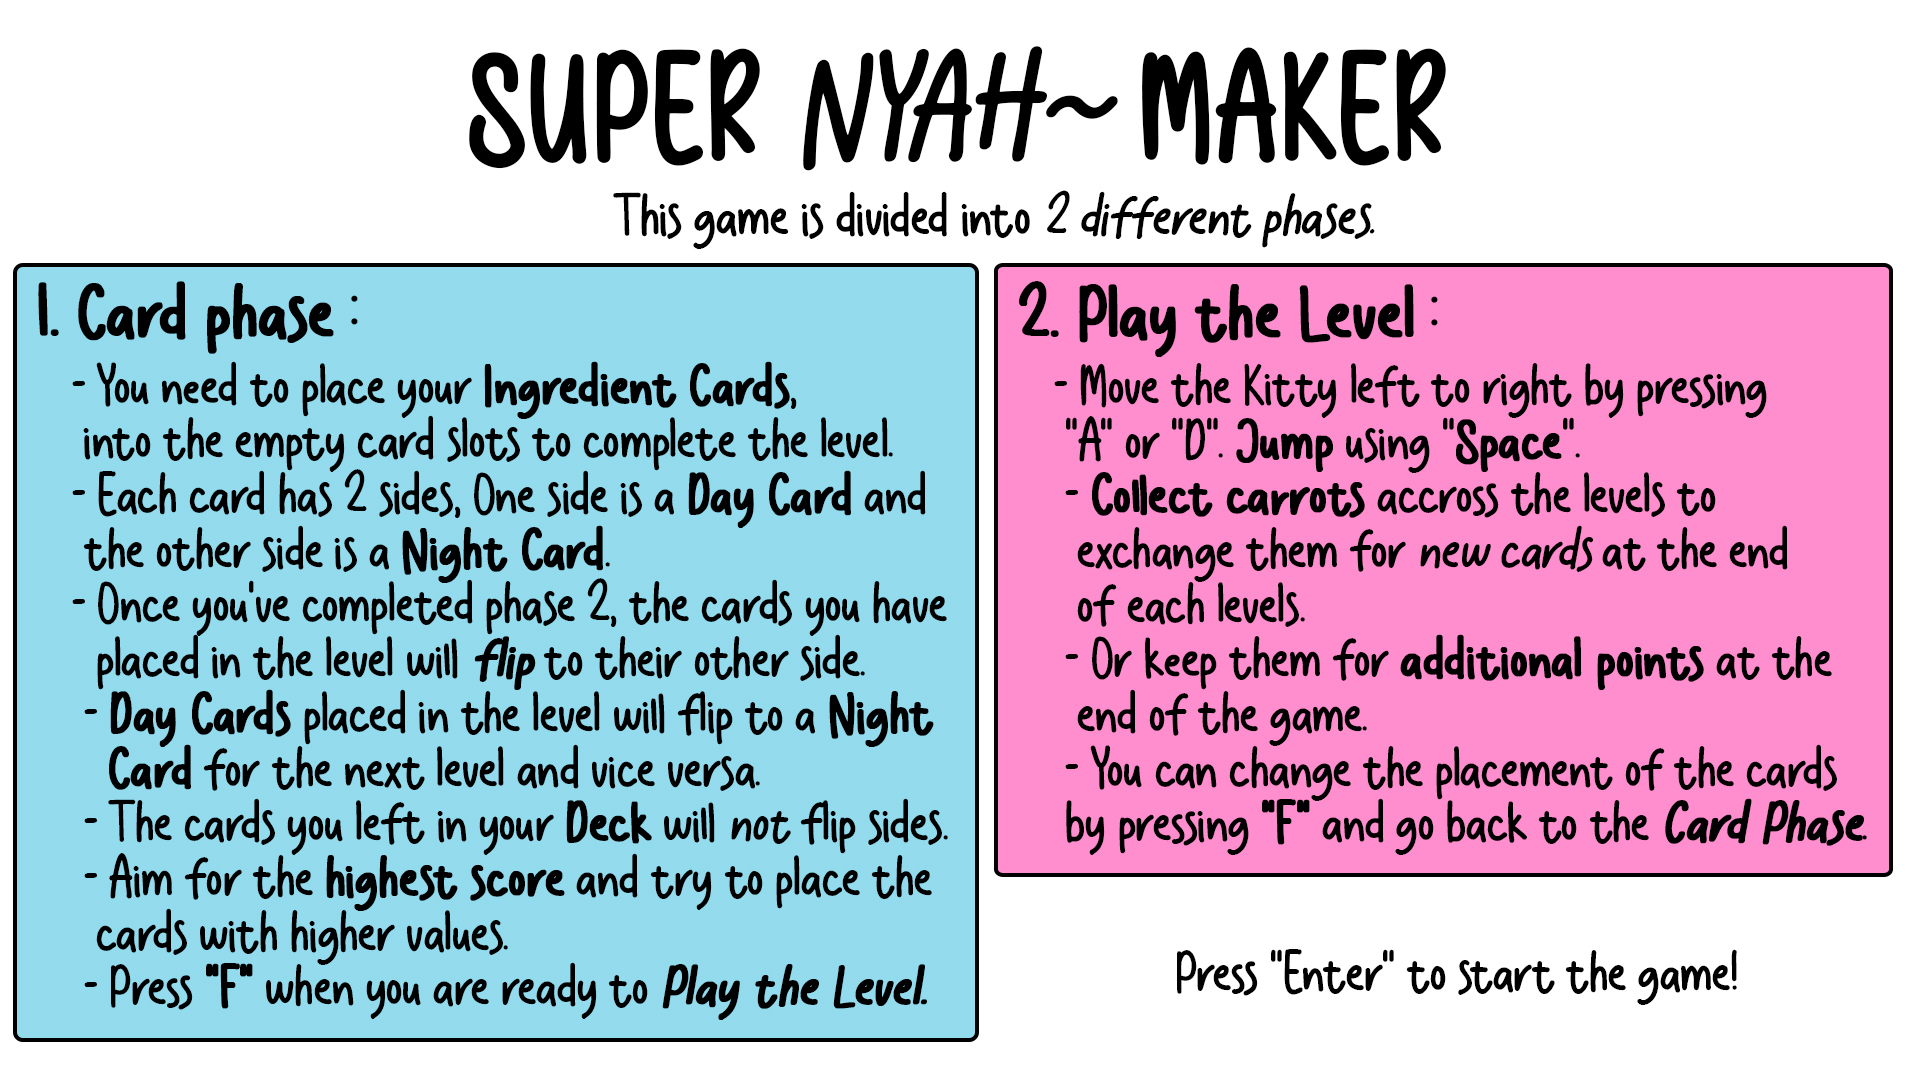 SUPER NYAH~ MAKER
This game is divided into 2 different phases.
1. Card phase :
- You need to place your Ingredient Cards,
into the empty card slots to complete the level.
- Each card has 2 sides, One side is a Day Card and
the other side is a Night Card.
- Once you've completed phase 2, the cards you have
placed in the level will flip to their other side.
- Day Cards placed in the level will flip to a Night
Card for the next level and vice versa.
- The cards you left in your Deck will not flip sides.
- Aim for the highest score and try to place the
cards with higher values.
- Press "F" when you are ready to Play the Level.
2. Play the Level :
- Move the Kitty left to right by pressing
"A" or "D". Jump using "Space".
- Collect carrots accross the levels to
exchange them for new cards at the end
of each levels.
- Or keep them for additional points at the
end of the game.
- You can change the placement of the cards
by pressing "F" and go back to the Card Phase.
Press "Enter" to start the game!